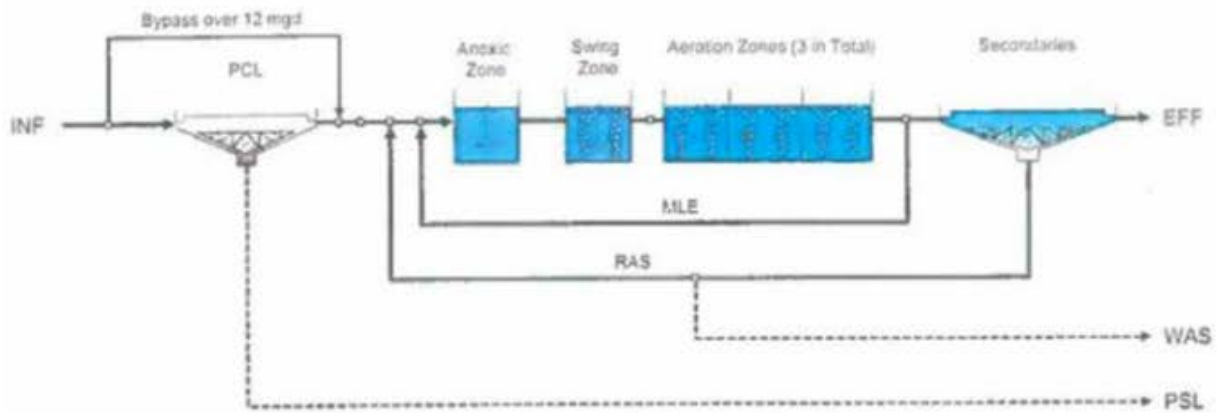 Bypass over 12 mgd
Anoxic
Zone
Swing
Zone
Aeration Zones (3 in Total)
Secondaries
PCL
INF
EFF
MLE
RAS
WAS
PSL